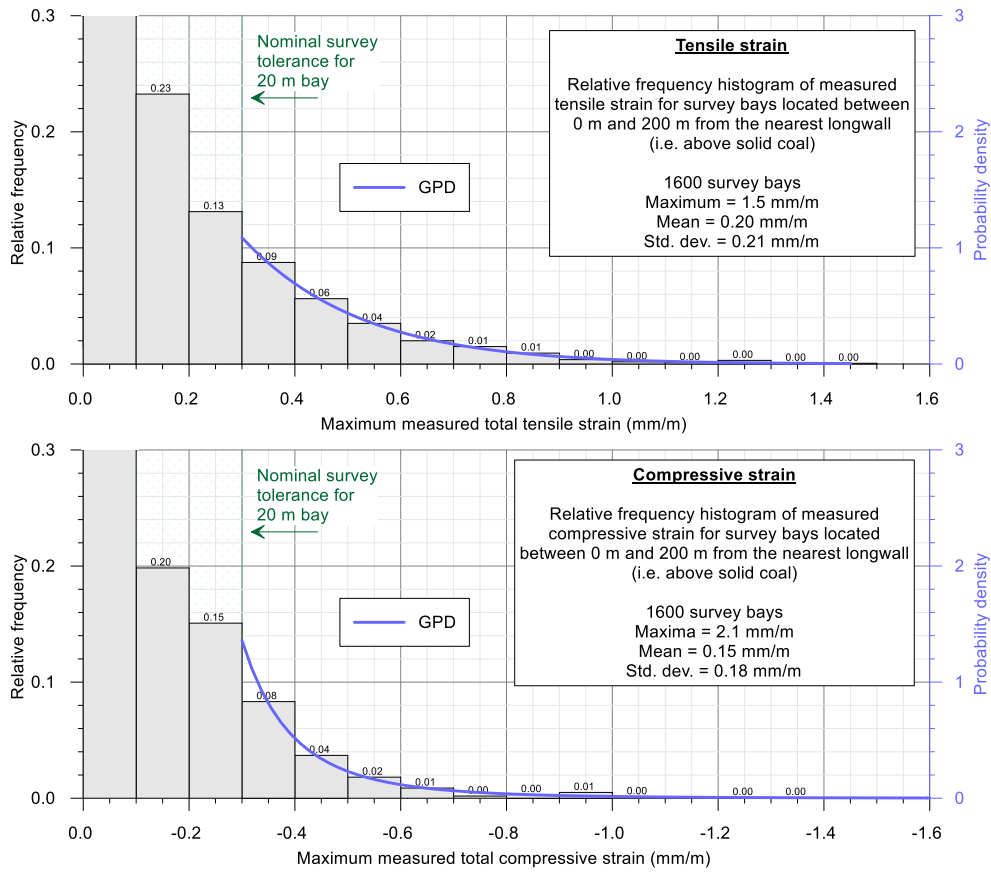 0.3
3
Nominal survey
tolerance for
20 m bay
Tensile strain
Relative frequency histogram of measured
tensile strain for survey bays located between
0 m and 200 m from the nearest longwall
(i.e. above solid coal)
1600 survey bays
Maximum = 1.5 mm/m
Mean = 0.20 mm/m
Std. dev. = 0.21 mm/m
0.23
0.2
2
Relative frequency
Probability density
GPD
0.13
0.1
1
0.09
0.06
0.04
0.02
0.01
0.01
0.00
0.00
0.00
0.00
0.00
0.00
0.0
0
0.0
0.2
0.4
0.6
0.8
1.0
1.2
1.4
1.6
Maximum measured total tensile strain (mm/m)
0.3
3
Nominal survey
tolerance for
20 m bay
Compressive strain
Relative frequency histogram of measured
compressive strain for survey bays located
between 0 m and 200 m from the nearest longwall
(i.e. above solid coal)
1600 survey bays
Maxima = 2.1 mm/m
Mean = 0.15 mm/m
Std. dev. = 0.18 mm/m
0.20
0.2
2
Relative frequency
Probability density
GPD
0.15
0.1
1
0.08
0.04
0.02
0.01
0.00
0.00
0.01
0.00
0.00
0.00
0.0
0
0.0
-0.2
-0.4
-0.6
-0.8
-1.0
-1.2
-1.4
-1.6
Maximum measured total compressive strain (mm/m)